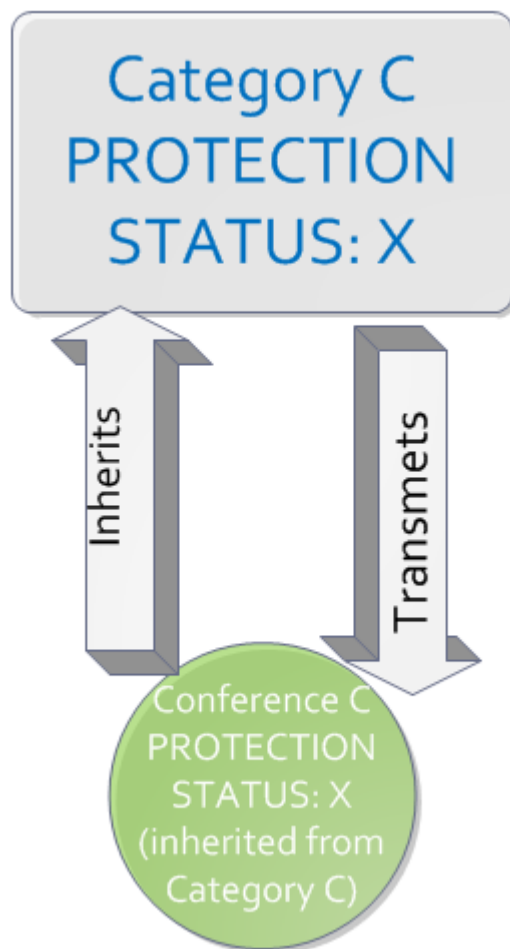 Category C
PROTECTION
STATUS: X
Inherits
Transmets
Conference C
PROTECTION
STATUS: X
(inherited from
Category C)